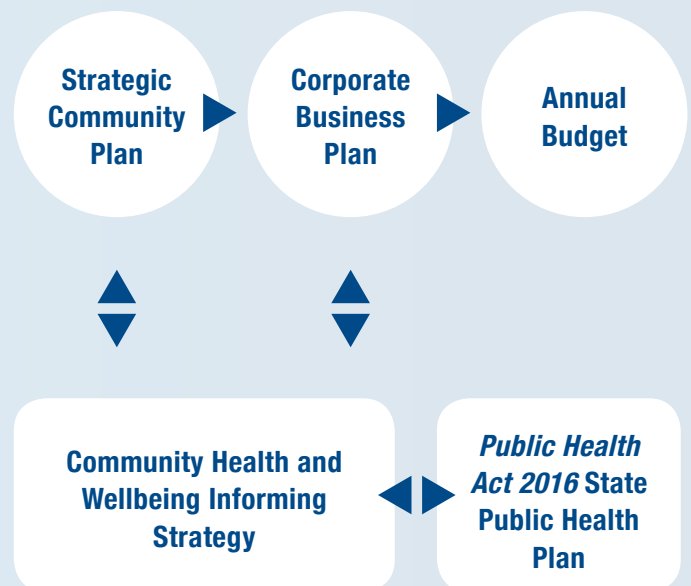 Strategic
Community
Plan
Corporate
Business
Plan
Annual
Budget
Community Health and
Wellbeing Informing
Strategy
Public Health
Act 2016 State
Public Health
Plan